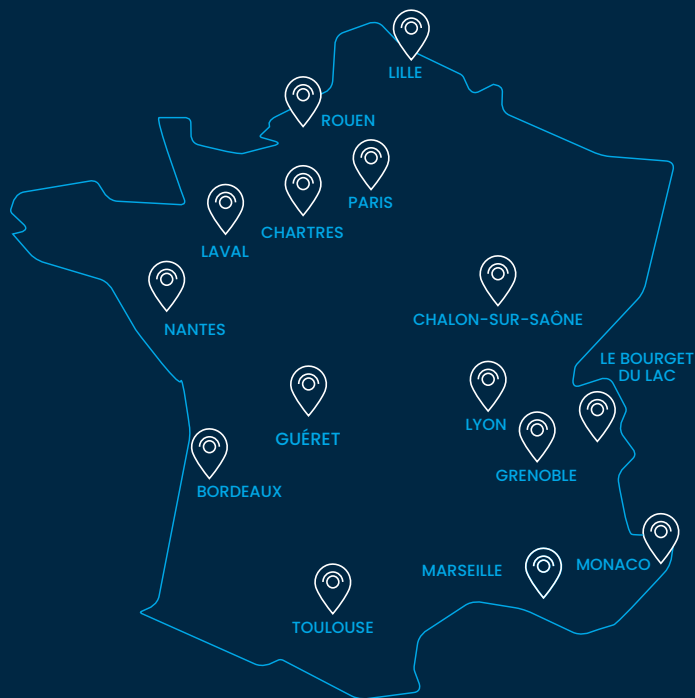 LILLE
ROUEN
PARIS
CHARTRES
LAVAL
NANTES
CHALON-SUR-SAÔNE
LE BOURGET
DU LAC
LYON
GUÉRET
GRENOBLE
BORDEAUX
MARSEILLE
MONACO
TOULOUSE